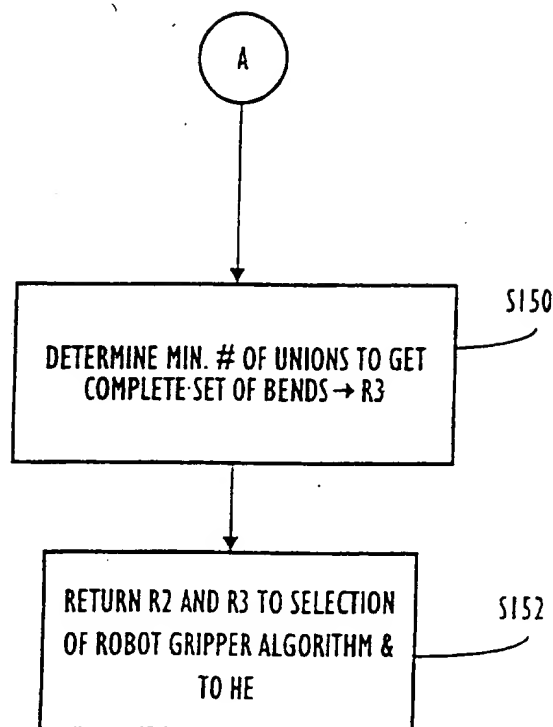 A
S150
DETERMINE MIN. # OF UNIONS TO GET
COMPLETE SET OF BENDS → R3
RETURN R2 AND R3 TO SELECTION
S152
OF ROBOT GRIPPER ALGORITHM &
TO HE